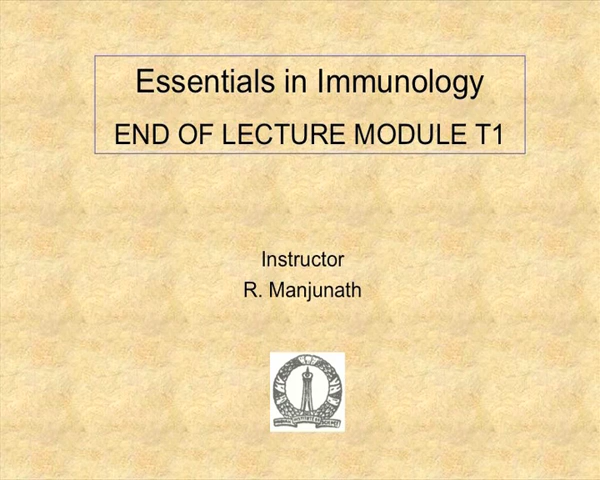 Essentials in Immunology
END OF LECTURE MODULE T1
Instructor
R. Manjunath